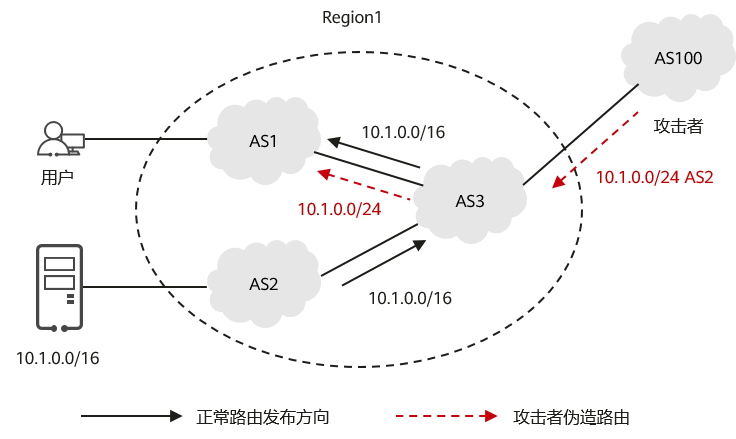 Region1
AS100
攻击者
10.1.0.0/16
AS1
用户
10.1.0.0/24 AS2
10.1.0.0/24
AS3
AS2
10.1.0.0/16
10.1.0.0/16
正常路由发布方向
攻击者伪造路由